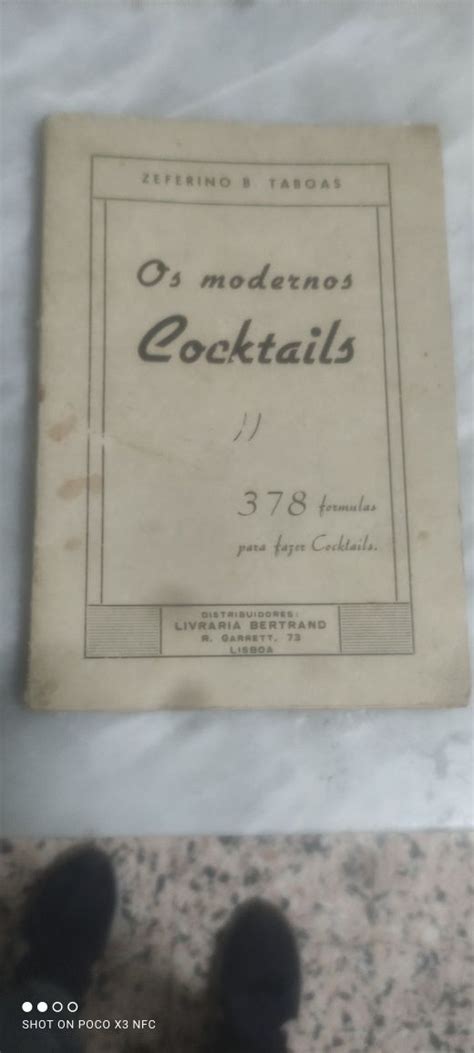 ZEFERINO B TABOAS
Os modernos
Cocktails
378 formulas
para fazer Cocktails.
DISTRIBUIDORES:
LIVRARIA BERTRAND
R. GARRETT, 73
LISBOA
SHOT ON POCO X3 NFC